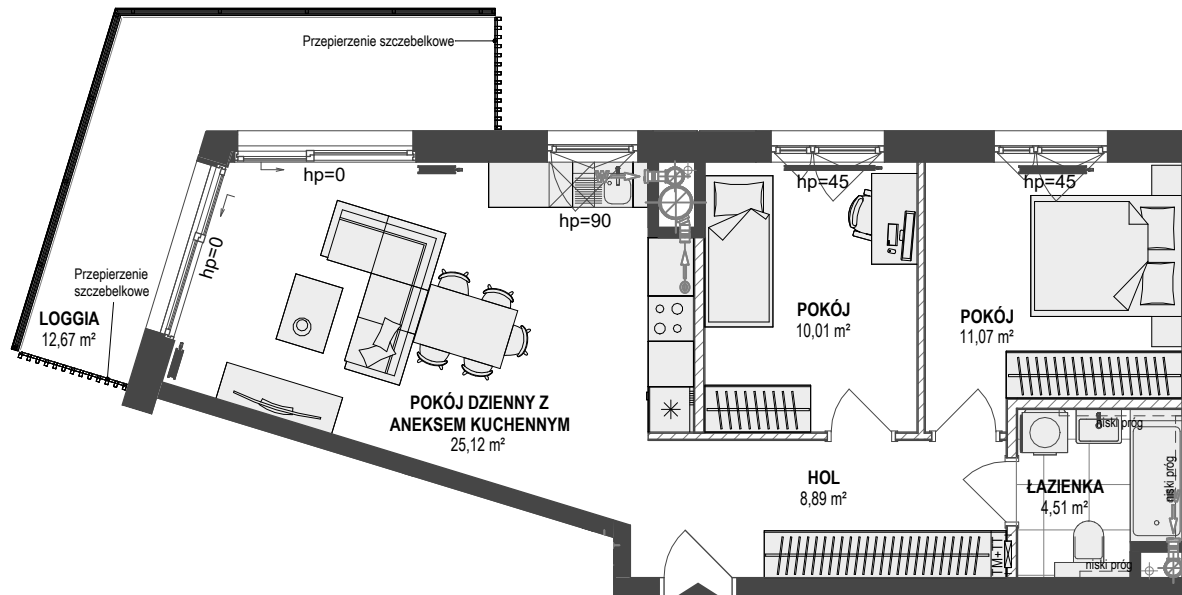 Przepierzenie szczebelkowe
hp=0
hp=90
hp=45
hp=45
hp=0
Przepierzenie
szczebelkowe
LOGGIA
12,67 m²
POKÓJ
10,01 m²
POKÓJ
11,07 m²
POKÓJ DZIENNY Z
ANEKSEM KUCHENNYM
25,12 m²
niski próg
niski próg
HOL
8,89 m²
ŁAZIENKA
4,51 m²
niski próg
TM+TI